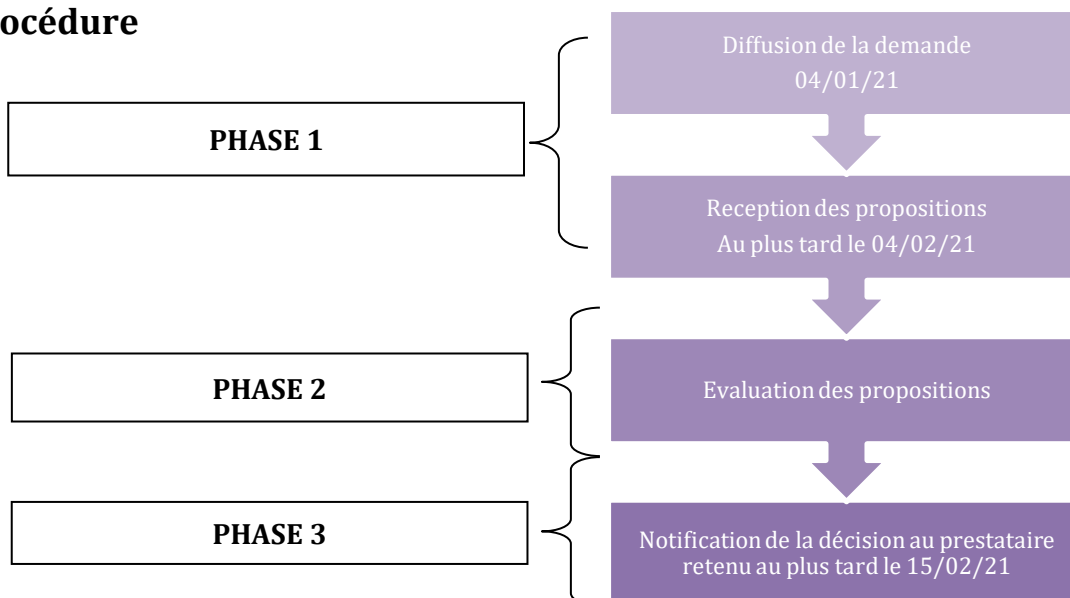 océdure
PHASE 1
Diffusion de la demande
04/01/21
Reception des propositions
Au plus tard le 04/02/21
PHASE 2
Evaluation des propositions
PHASE 3
Notification de la décision au prestataire
retenu au plus tard le 15/02/21